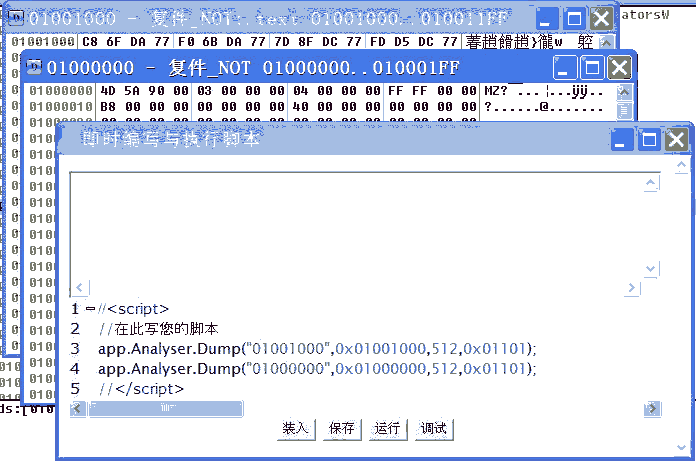 01001000 - 复件_NOT..text 01001000..010011FF
atorsW
01001000 C8 6F DA 77 F0 6B DA 77 7D 8F DC 77 FD D5 DC 77
01000000 - 复件_NOT 01000000..010001FF
01000000 4D 5A 90 00 03 00 00 00 04 00 00 00 FF FF 00 00 MZ?
01000010 B8 00 00 00 00 00 00 00 40 00 00 00 00 00 00 00 ?......@.......
即时编写与执行脚本
1 //<script>
2 //在此写您的脚本
3 app.Analyser.Dump("01001000",0x01001000,512,0x01101);
4 app.Analyser.Dump("01000000",0x01000000,512,0x01101);
5 //</script>
ds:[010
装入 保存 运行 调试